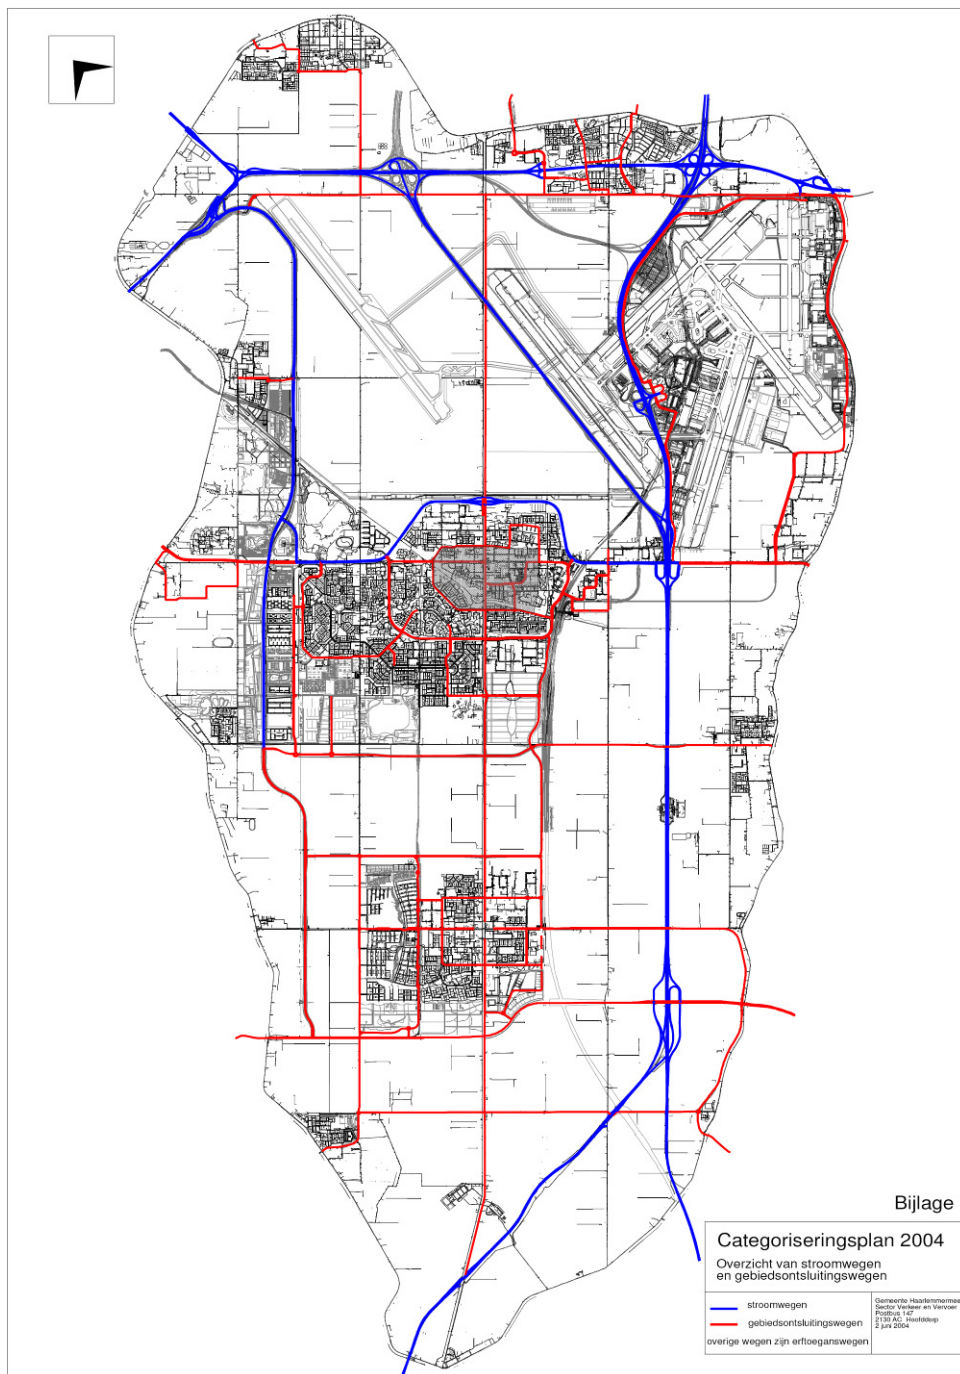 Bijlage
Categoriseringsplan 2004
Overzicht van stroomwegen
en gebiedsontsluitingswegen
stroomwegen
gebiedsontsluitingswegen
overige wegen zijn erftoeganswegen
Gemeente Haarlemmermeer
Sector Verkeer en Vervoer
Postbus 147
2130 AC Hoofddorp
2 juni 2004